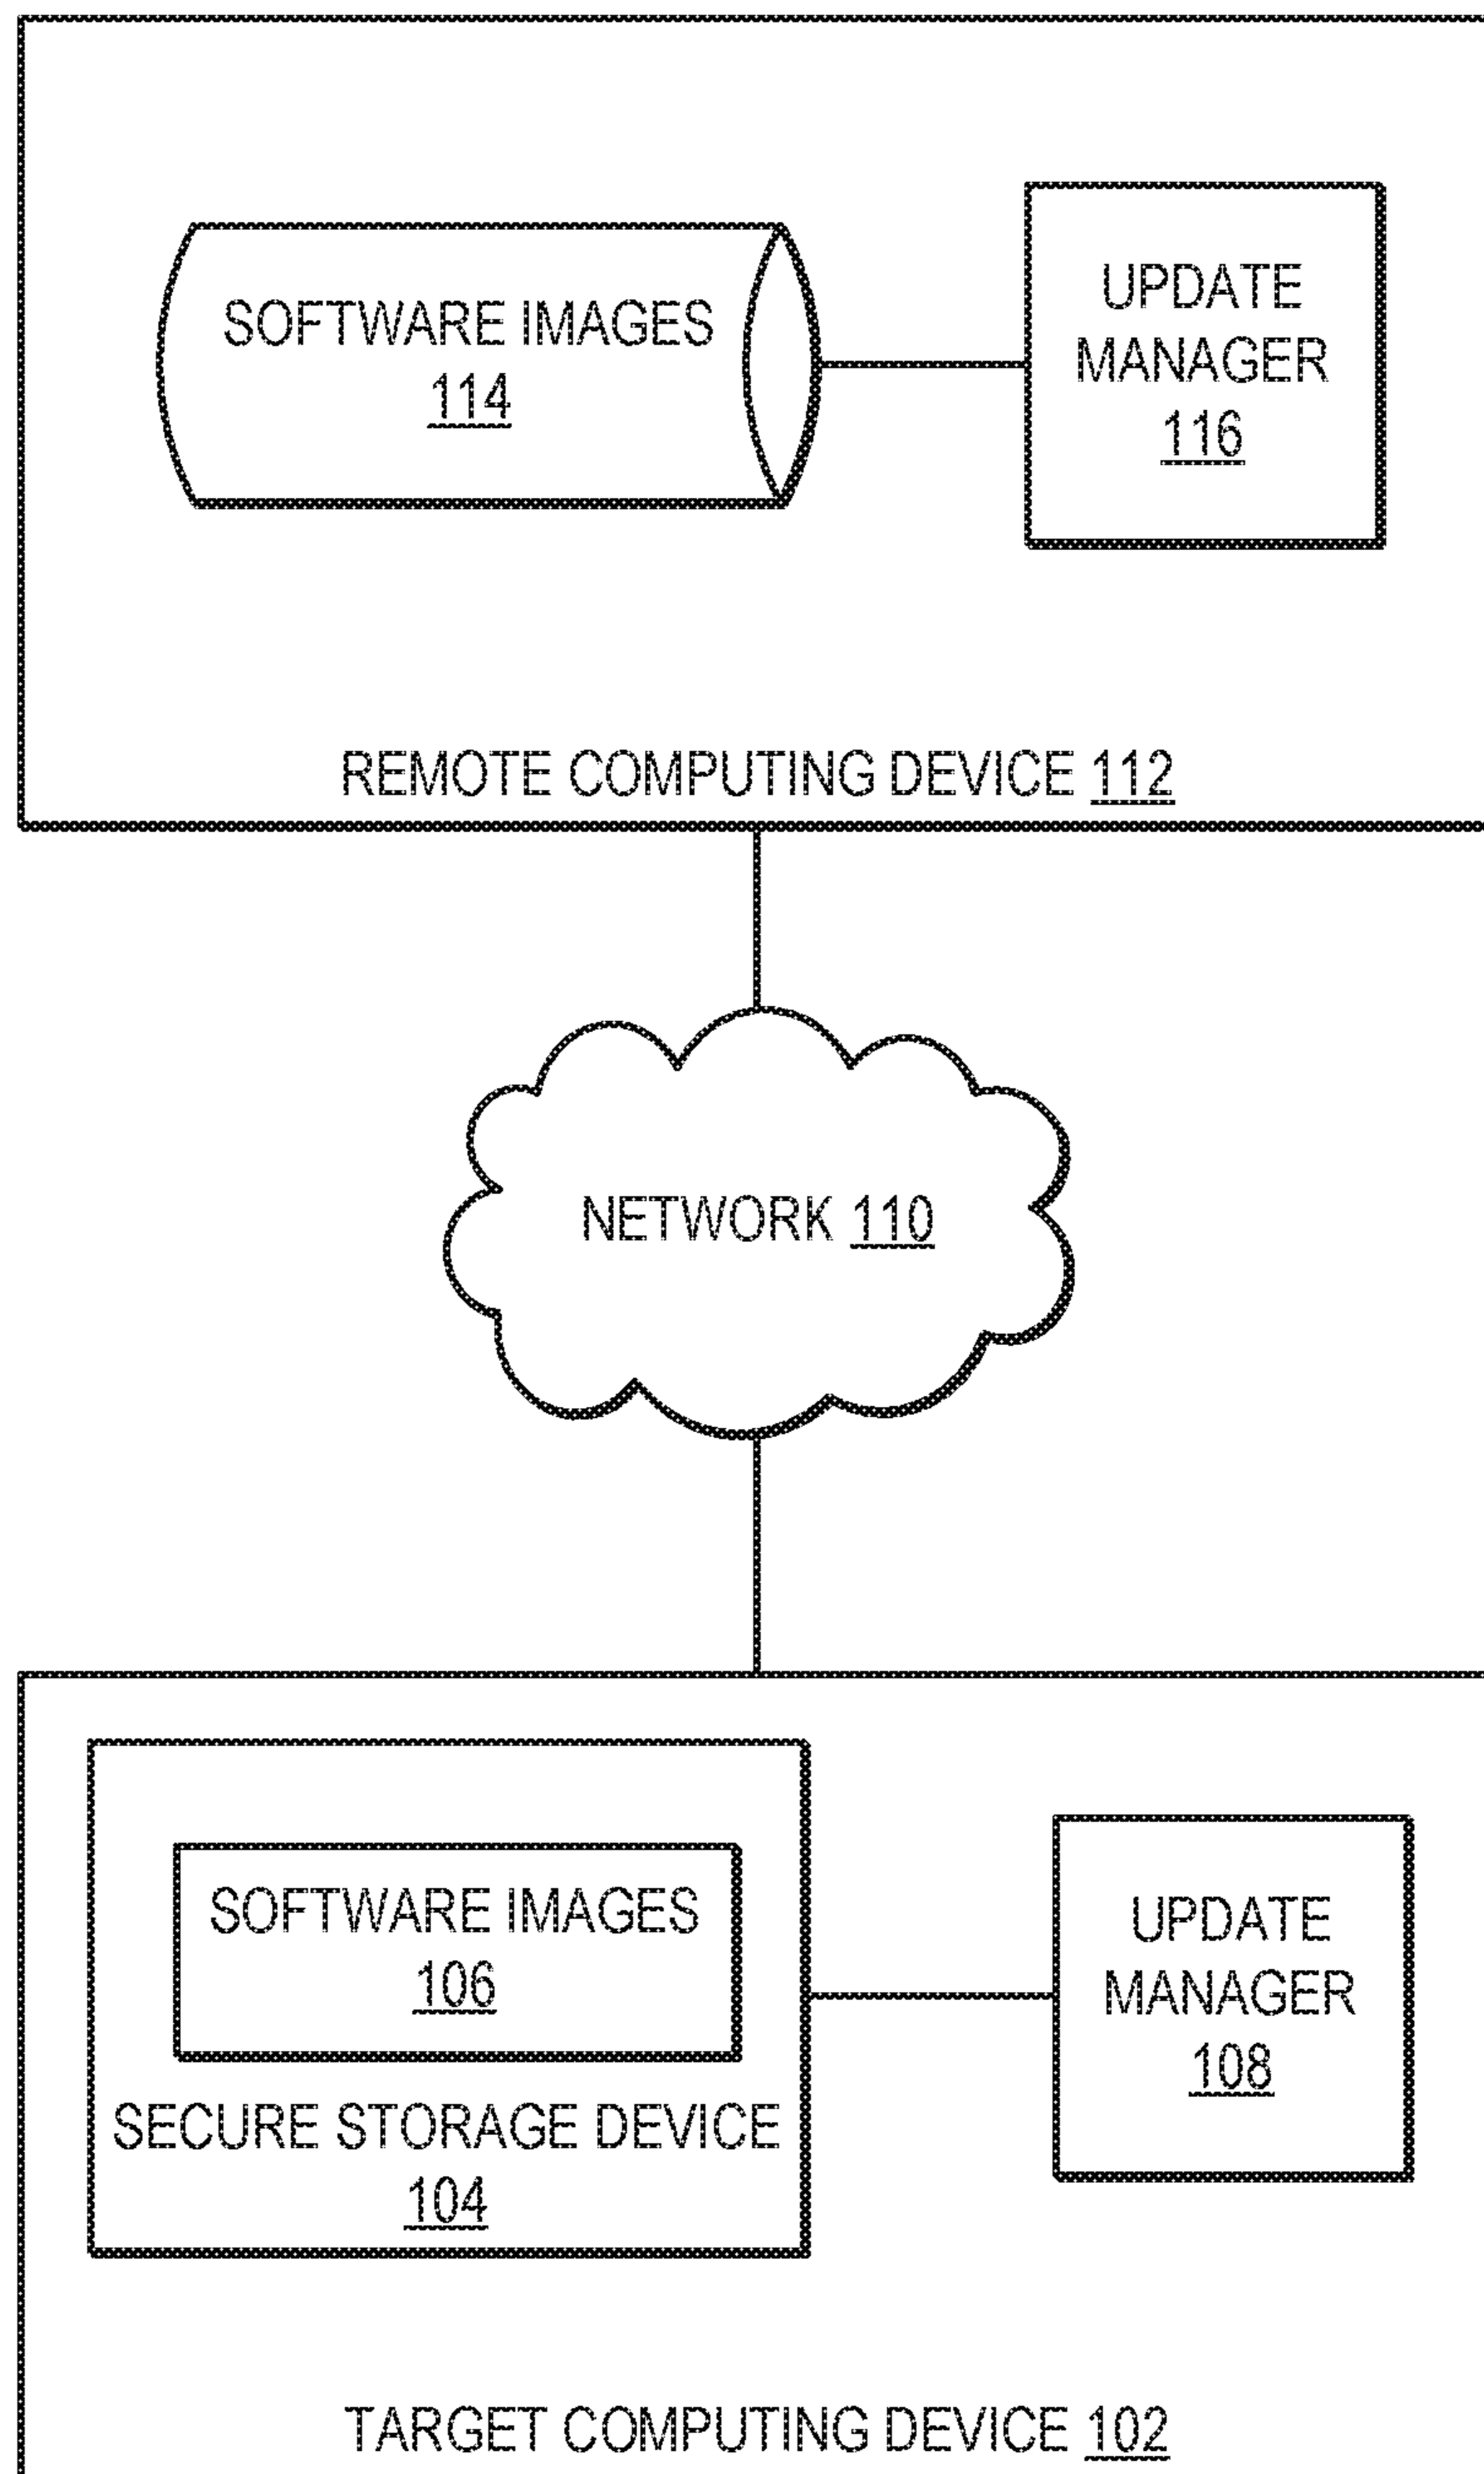 SOFTWARE IMAGES
114
UPDATE
MANAGER
116
REMOTE COMPUTING DEVICE 112
NETWORK 110
SOFTWARE IMAGES
106
SECURE STORAGE DEVICE
104
UPDATE
MANAGER
108
TARGET COMPUTING DEVICE 102